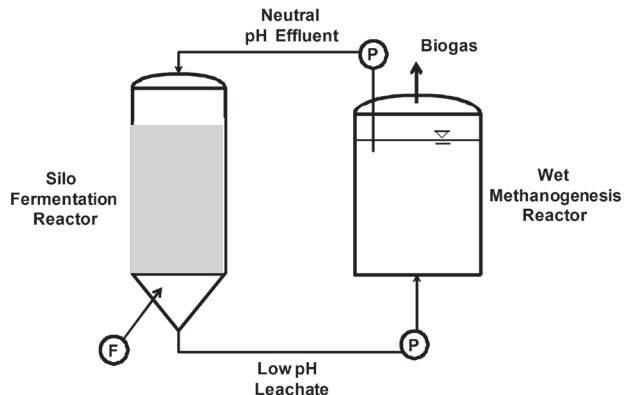 Neutral
pH Effluent
P
Biogas
Silo
Fermentation
Reactor
Wet
Methanogenesis
Reactor
F
P
Low pH
Leachate